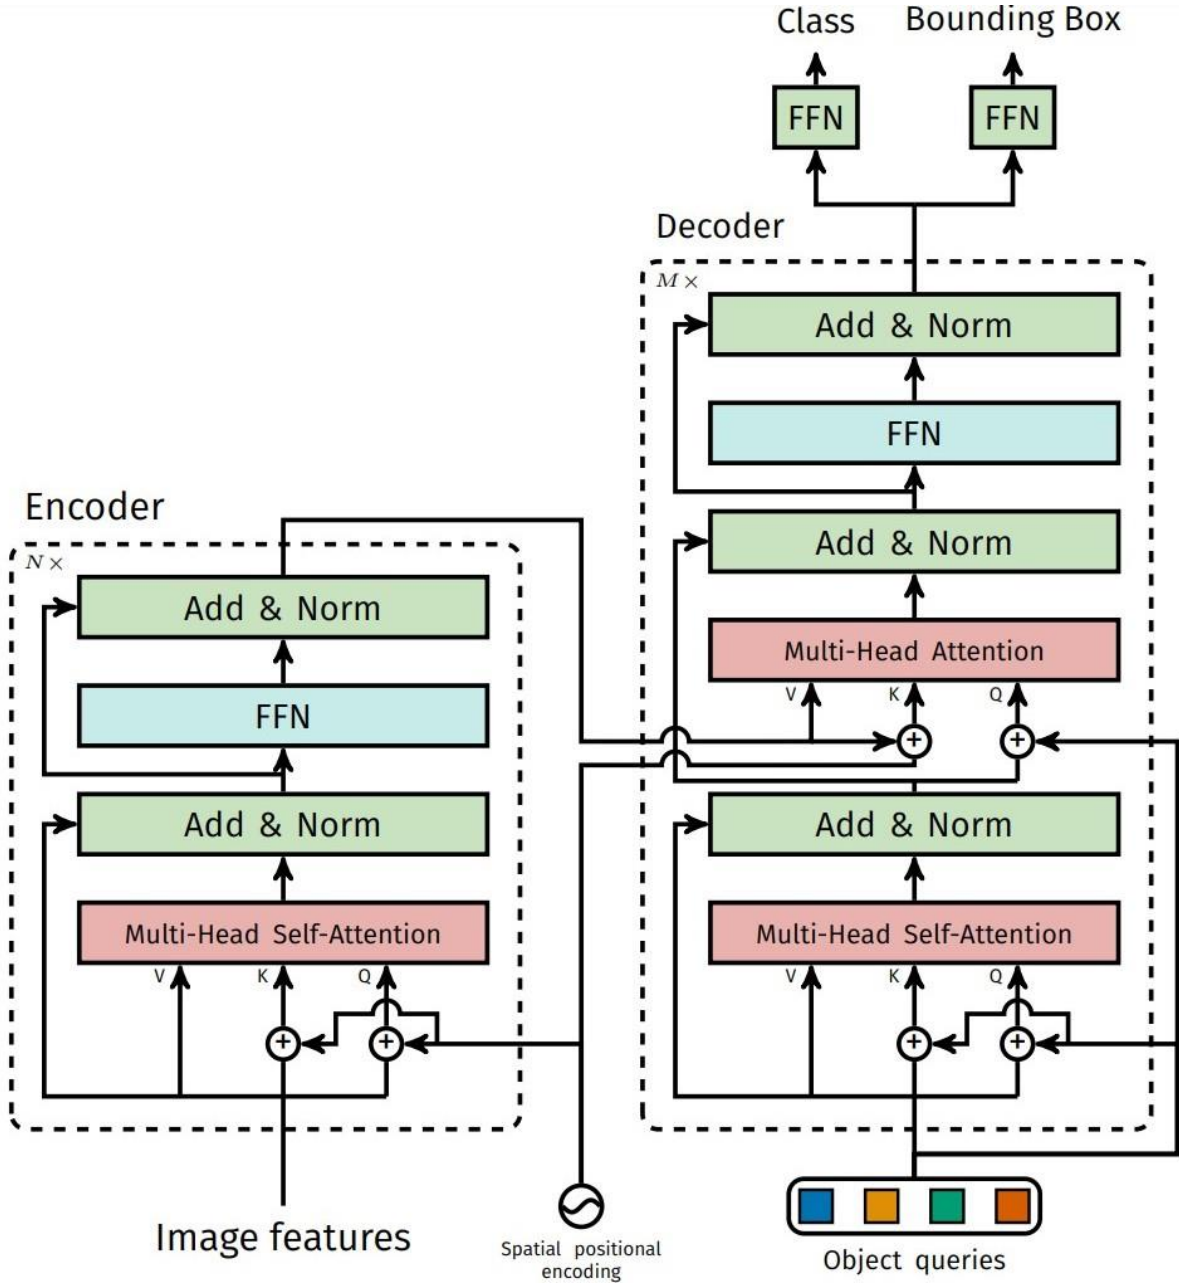 Class
Bounding Box
FFN
FFN
Decoder
M ×
Add & Norm
FFN
Add & Norm
Multi-Head Attention
V
K
Q
+
+
Add & Norm
Multi-Head Self-Attention
V
K
Q
+
+
Object queries
Encoder
N ×
Add & Norm
FFN
Add & Norm
Multi-Head Self-Attention
V
K
Q
+
+
Image features
Spatial positional
encoding